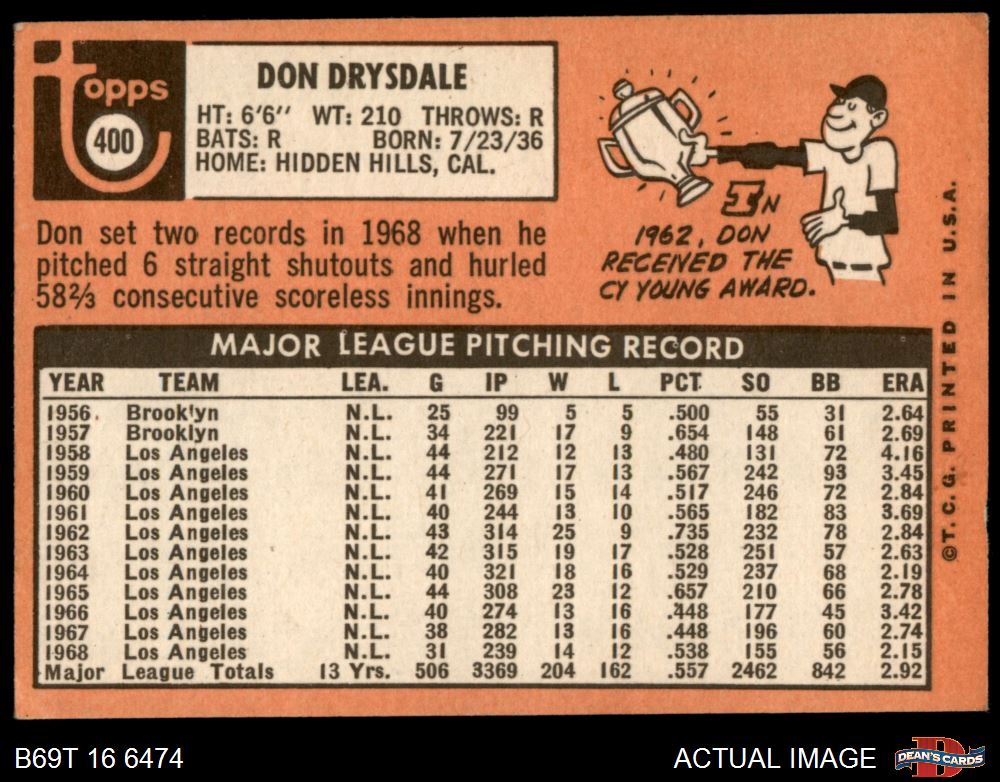 Topps
400
DON DRYSDALE
HT: 6'6" WT: 210 THROWS: R
BATS: R BORN: 7/23/36
HOME: HIDDEN HILLS, CAL.
Don set two records in 1968 when he
pitched 6 straight shutouts and hurled
58⅔ consecutive scoreless innings.
IN
1962, DON
RECEIVED THE
CY YOUNG AWARD.
MAJOR LEAGUE PITCHING RECORD
YEAR TEAM LEA. G IP W L PCT. SO BB ERA
1956 Brooklyn N.L. 25 99 5 5 .500 55 31 2.64
1957 Brooklyn N.L. 34 221 17 9 .654 148 61 2.69
1958 Los Angeles N.L. 44 212 12 13 .480 131 72 4.16
1959 Los Angeles N.L. 44 271 17 13 .567 242 93 3.45
1960 Los Angeles N.L. 41 269 15 14 .517 246 72 2.84
1961 Los Angeles N.L. 40 244 13 10 .565 182 83 3.69
1962 Los Angeles N.L. 43 314 25 9 .735 232 78 2.84
1963 Los Angeles N.L. 42 315 19 17 .528 251 57 2.63
1964 Los Angeles N.L. 40 321 18 16 .529 237 68 2.19
1965 Los Angeles N.L. 44 308 23 12 .657 210 66 2.78
1966 Los Angeles N.L. 40 274 13 16 .448 177 45 3.42
1967 Los Angeles N.L. 38 282 13 16 .448 196 60 2.74
1968 Los Angeles N.L. 31 239 14 12 .538 155 56 2.15
Major League Totals 13 Yrs. 506 3369 204 162 .557 2462 842 2.92
©T.C.G. PRINTED IN U.S.A.
B69T 16 6474
ACTUAL IMAGE
D
DEAN'S CARDS